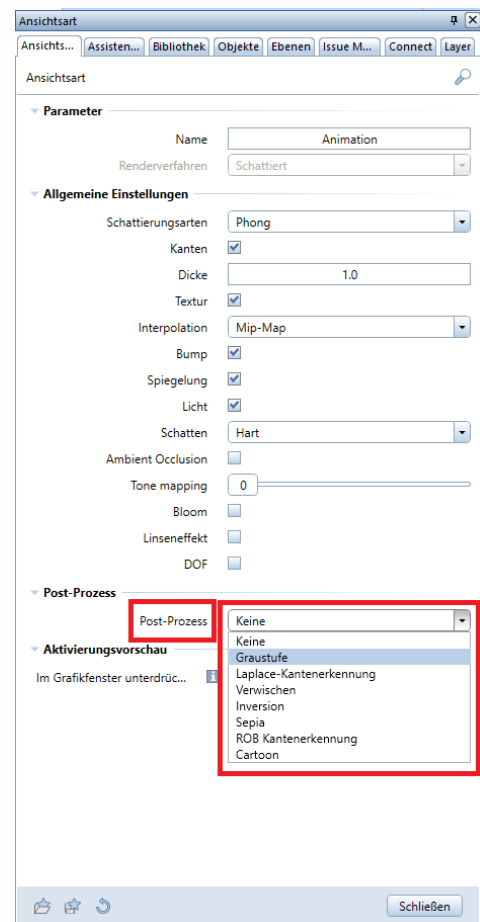 Ansichtsart
Ansichts... Assisten... Bibliothek Objekte Ebenen Issue M... Connect Layer
Ansichtsart
Parameter
Name Animation
Renderverfahren Schattiert
Allgemeine Einstellungen
Schattierungsarten Phong
Kanten
Dicke 1.0
Textur
Interpolation Mip-Map
Bump
Spiegelung
Licht
Schatten Hart
Ambient Occlusion
Tone mapping 0
Bloom
Linseneffekt
DOF
Post-Prozess
Post-Prozess Keine
Keine
Aktivierungsvorschau
Graustufe
Im Grafikfenster unterdrüc...
Laplace-Kantenerkennung
Verwischen
Inversion
Sepia
ROB Kantenerkennung
Cartoon
Schließen